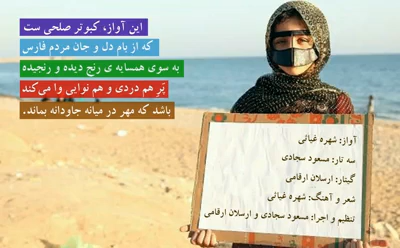 این آواز، کبوتر صلحی ست
که از بام دل و جان مردم فارس
به سوی همسایه ی رنج دیده و رنجیده
پَرِ هم دردی و هم نوایی وا می‌کند
باشد که مهر در میانه جاودانه بماند.
آواز: شهره غیاثی
سه تار: مسعود سجادی
گیتار: ارسلان ارقامی
شعر و آهنگ: شهره غیاثی
تنظیم و اجرا: مسعود سجادی و ارسلان ارقامی